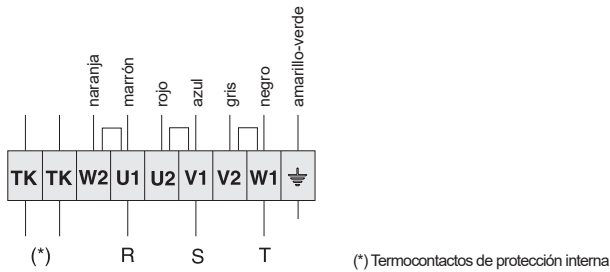 naranja marrón rojo azul gris negro amarillo-verde
TK TK W2 U1 U2 V1 V2 W1
(*) R S T
(*) Termocontactos de protección interna